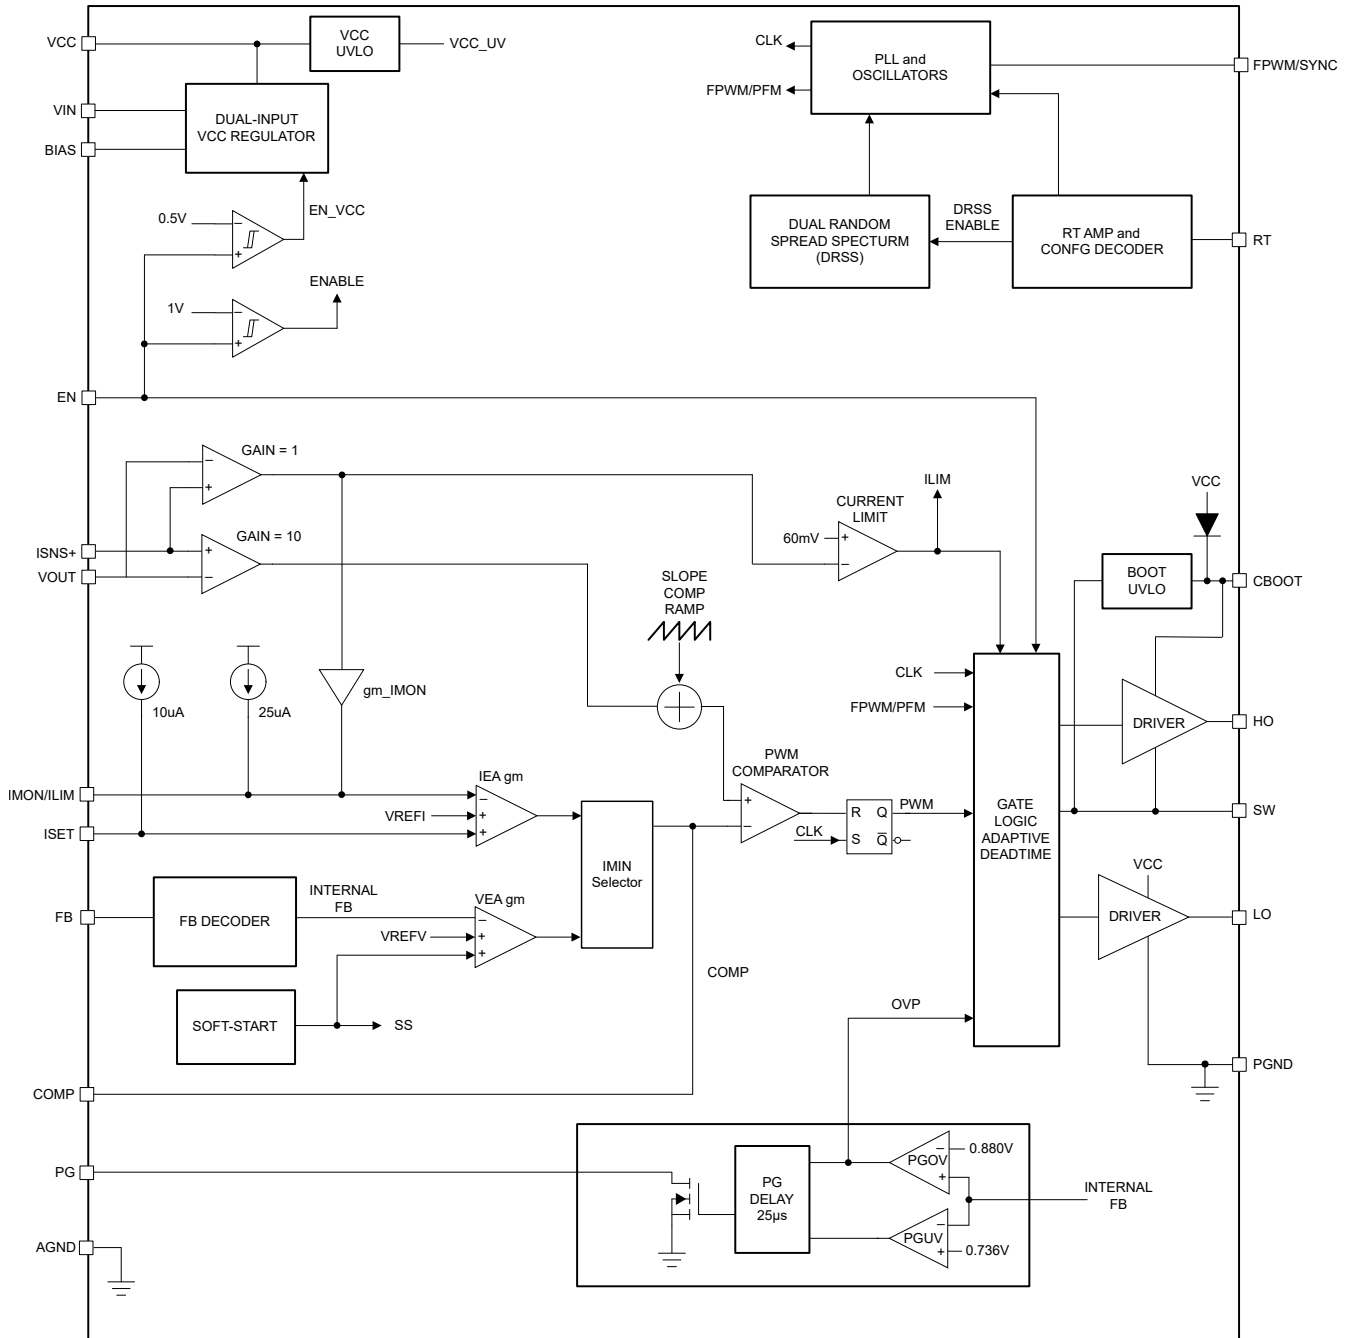 VCC
VCC
UVLO
VCC_UV
VIN
BIAS
DUAL-INPUT
VCC REGULATOR
0.5V
−
+
EN_VCC
1V
−
+
ENABLE
EN
CLK
FPWM/PFM
PLL and
OSCILLATORS
FPWM/SYNC
DUAL RANDOM
SPREAD SPECTURM
(DRSS)
DRSS
ENABLE
RT AMP and
CONFG DECODER
RT
GAIN = 1
−
+
GAIN = 10
+
−
ISNS+
VOUT
CURRENT
LIMIT
60mV
+
−
ILIM
VCC
BOOT
UVLO
CBOOT
SLOPE
COMP
RAMP
10uA
25uA
gm_IMON
CLK
FPWM/PFM
DRIVER
HO
PWM
COMPARATOR
+
−
R Q
S Q
CLK
PWM
GATE
LOGIC
ADAPTIVE
DEADTIME
SW
IMON/ILIM
ISET
IEA gm
−
+
+
VREFI
IMIN
Selector
VCC
DRIVER
LO
FB
FB DECODER
INTERNAL
FB
VEA gm
−
+
+
VREFV
SOFT-START
SS
COMP
OVP
PGND
COMP
PG
PG
DELAY
25µs
PGOV
−
+
0.880V
INTERNAL
FB
PGUV
−
+
0.736V
AGND